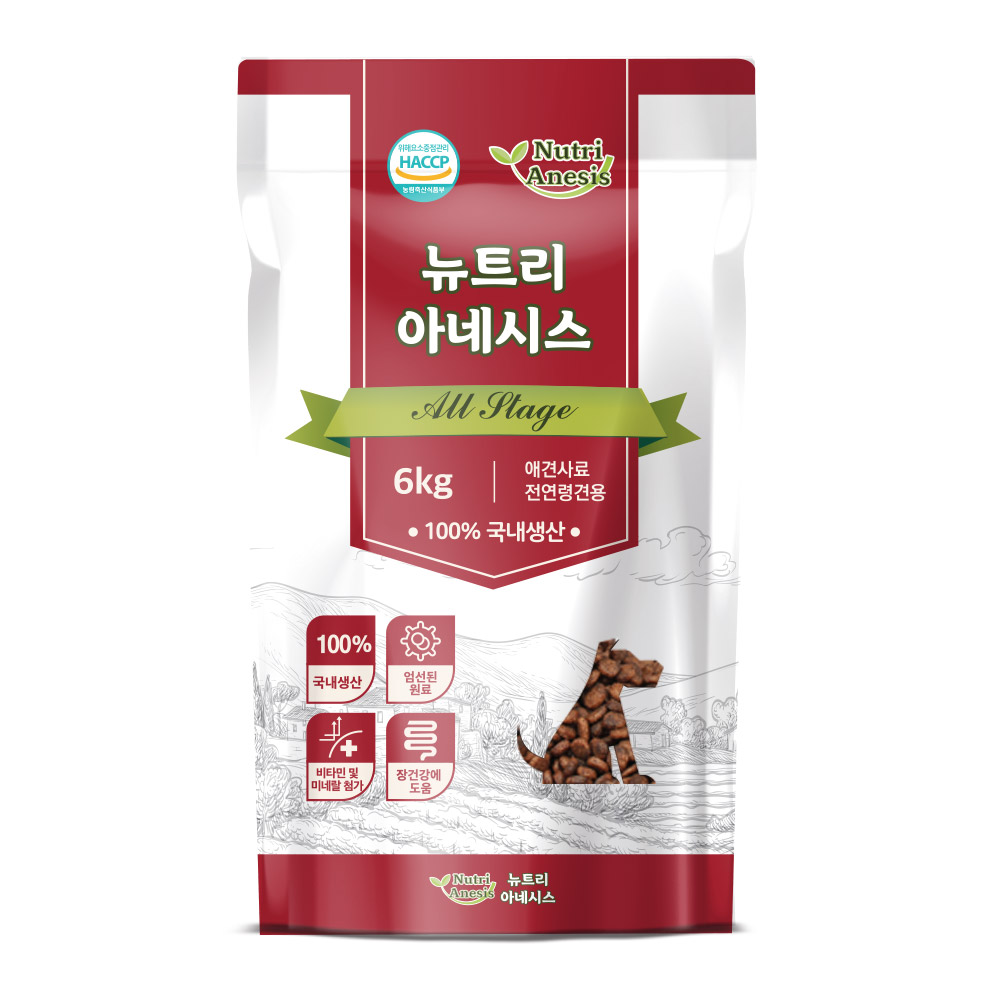 위해요소중점관리
HACCP
농림축산식품부
Nutri
Anesis
뉴트리
아네시스
All Stage
6kg
애견사료
전연령견용
• 100% 국내생산 •
100%
국내생산
엄선된
원료
비타민 및
미네랄 첨가
장건강에
도움
Nutri
Anesis
뉴트리
아네시스